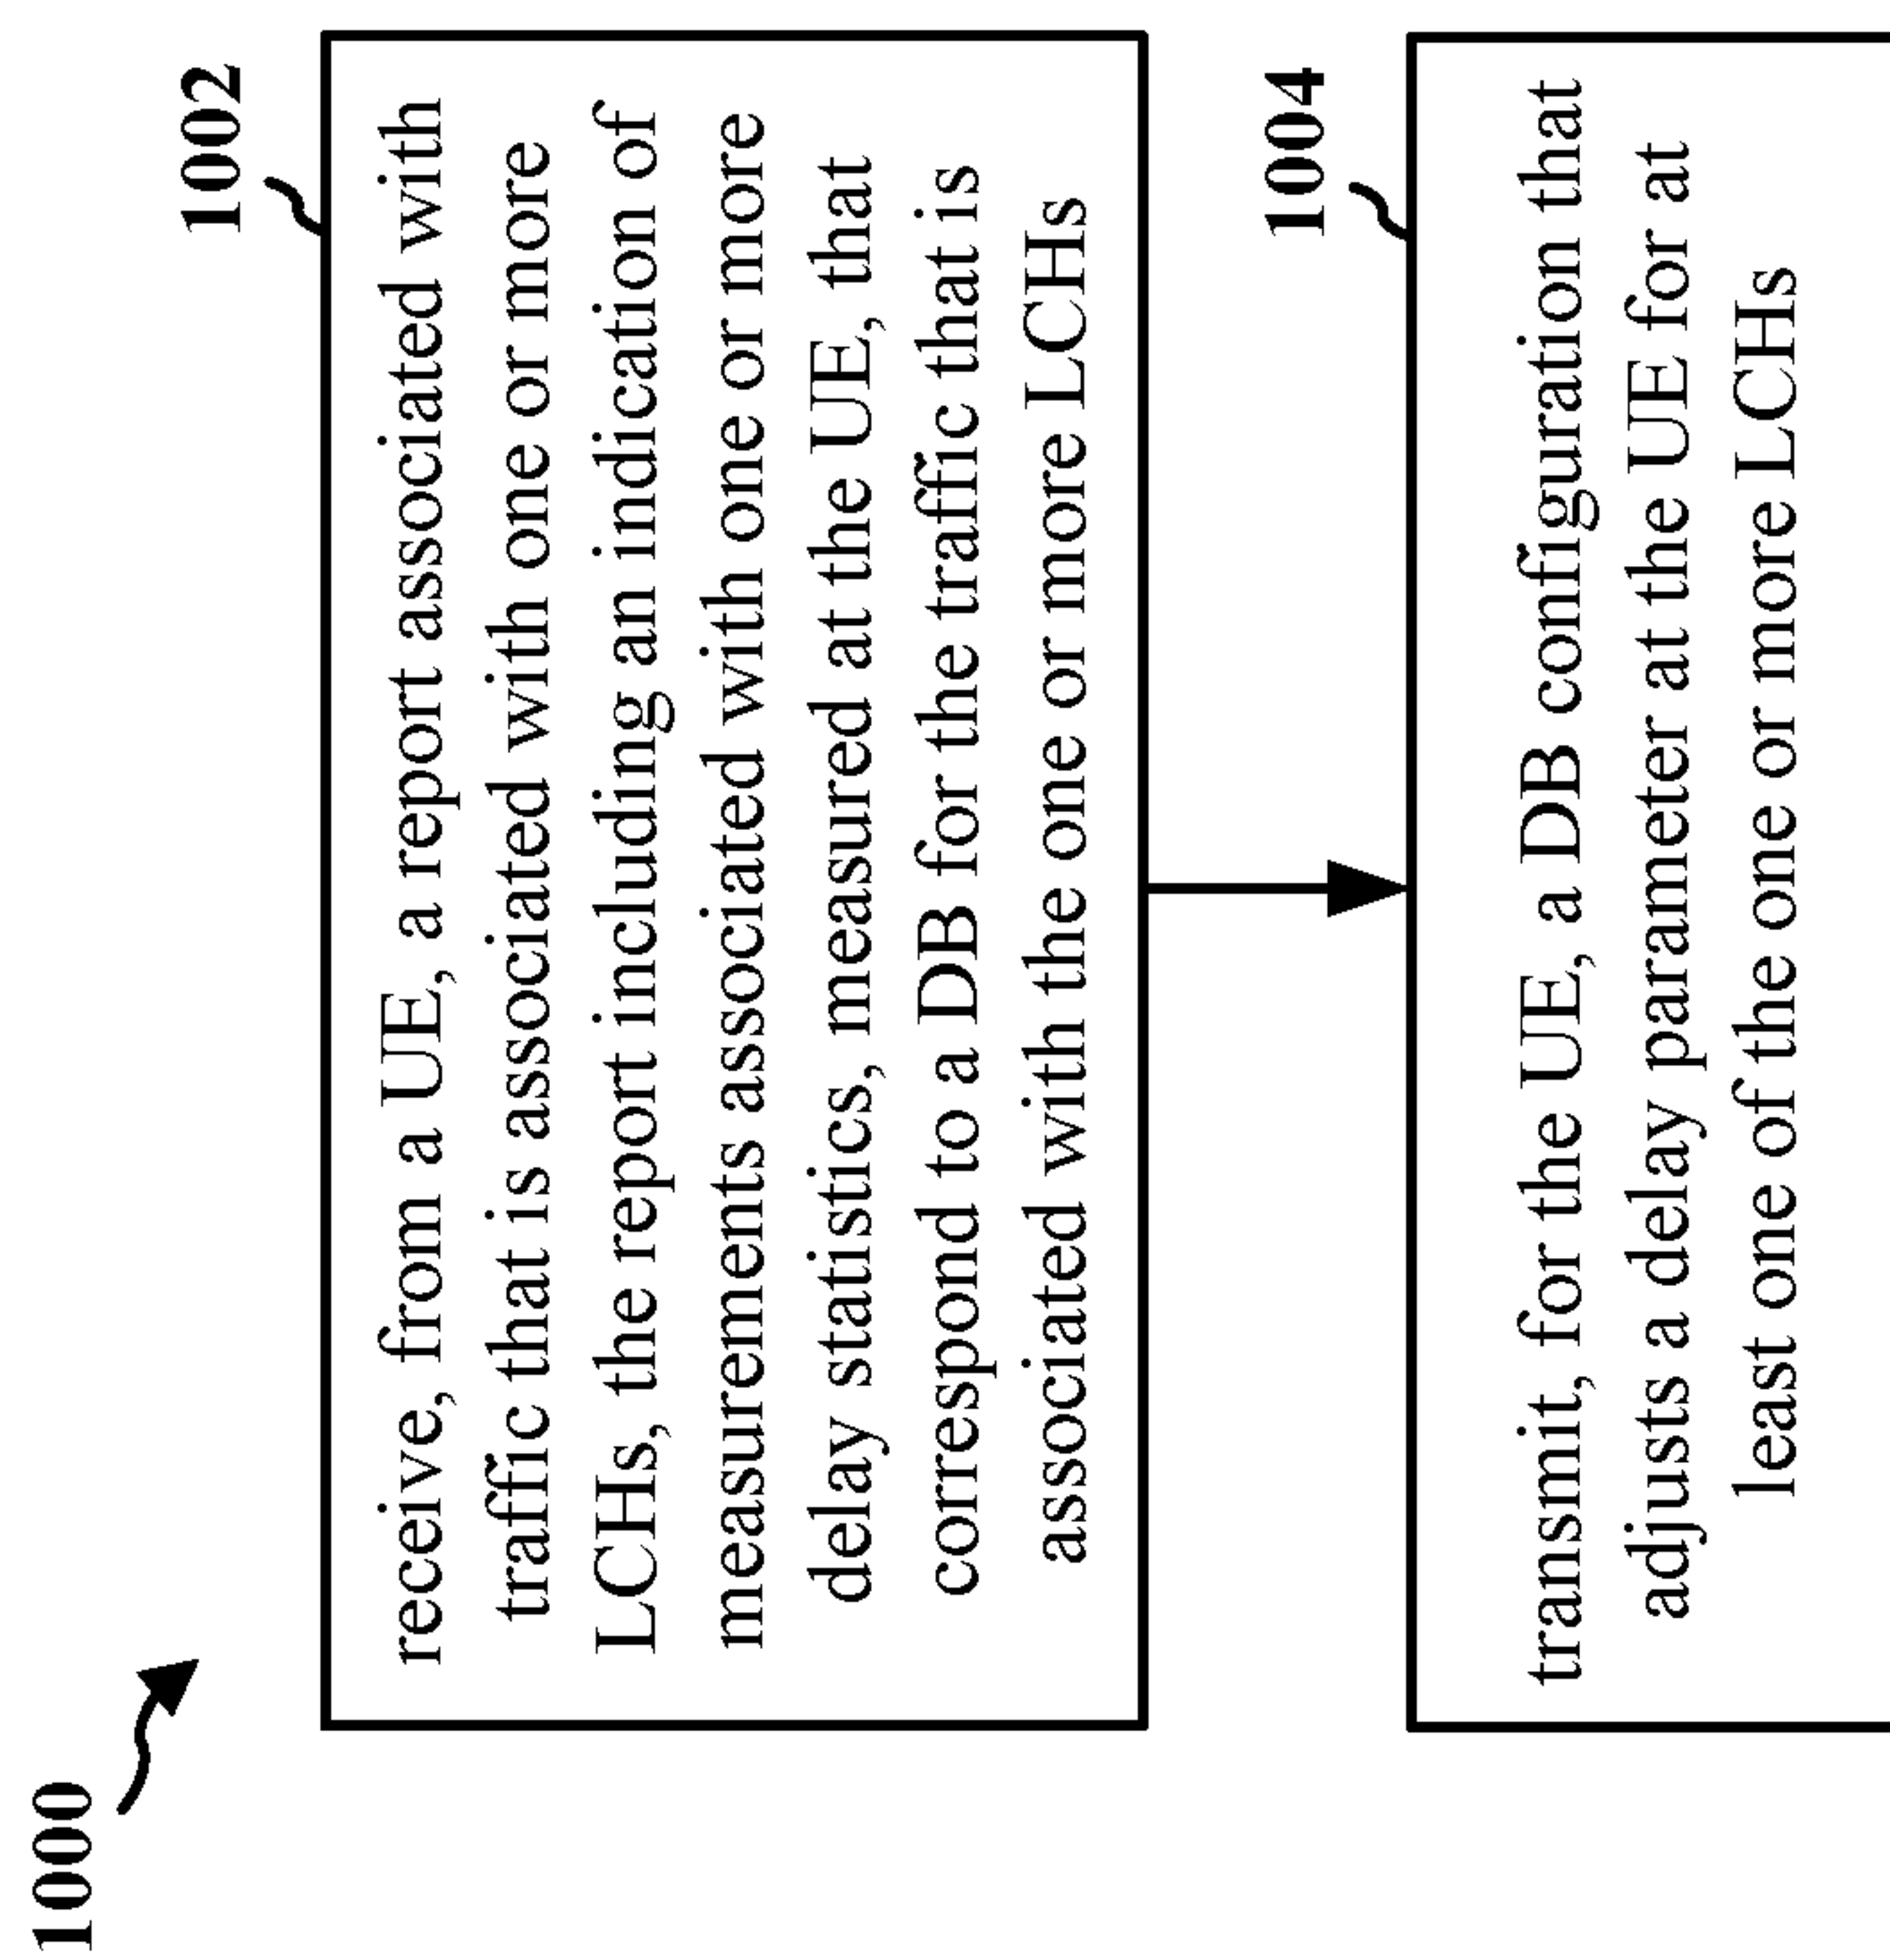 1000
1002
receive, from a UE, a report associated with
traffic that is associated with one or more
LCHs, the report including an indication of
measurements associated with one or more
delay statistics, measured at the UE, that
correspond to a DB for the traffic that is
associated with the one or more LCHs
1004
transmit, for the UE, a DB configuration that
adjusts a delay parameter at the UE for at
least one of the one or more LCHs